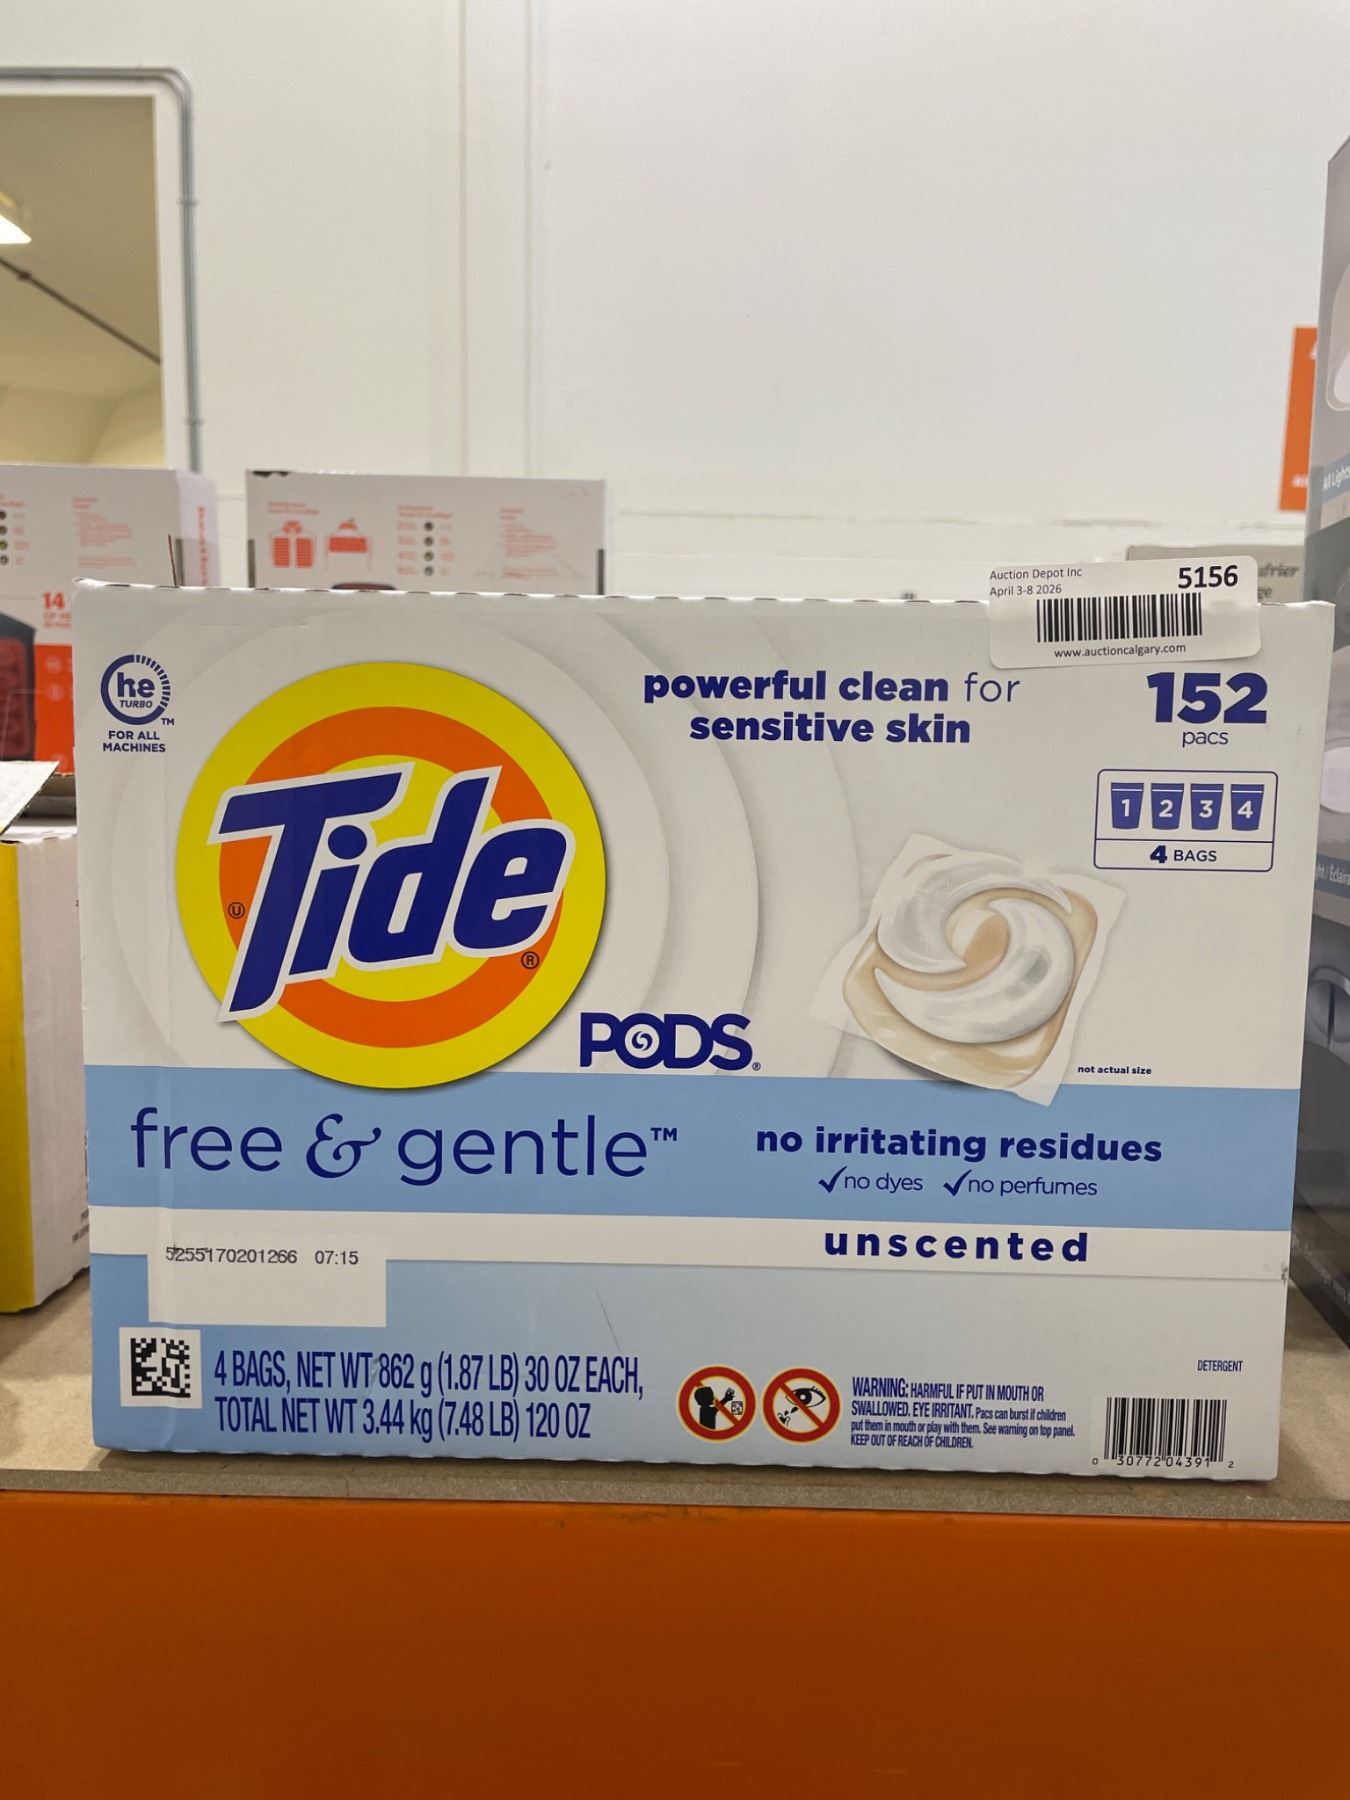 14
Auction Depot Inc
April 3-8 2026
5156
www.auctioncalgary.com
he
TURBO
TM
FOR ALL
MACHINES
powerful clean for
sensitive skin
152
pacs
1 2 3 4
4 BAGS
Tide
U
®
PODS®
not actual size
free & gentle™
no irritating residues
✓no dyes ✓no perfumes
unscented
5255170201266 07:15
4 BAGS, NET WT 862 g (1.87 LB) 30 OZ EACH,
TOTAL NET WT 3.44 kg (7.48 LB) 120 OZ
WARNING: HARMFUL IF PUT IN MOUTH OR
SWALLOWED. EYE IRRITANT. Pacs can burst if children
put them in mouth or play with them. See warning on top panel.
KEEP OUT OF REACH OF CHILDREN.
DETERGENT
0 30772 04391 2